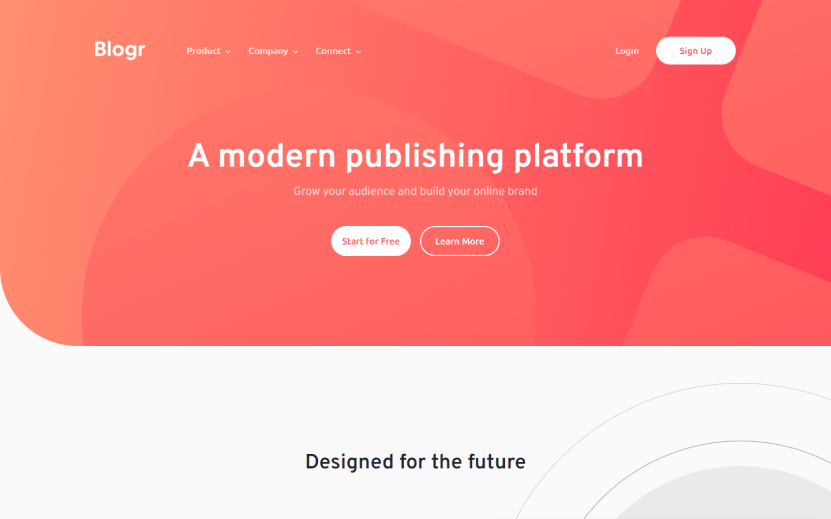 Blogr Product Company Connect Login Sign Up
A modern publishing platform
Grow your audience and build your online brand
Start for Free Learn More
Designed for the future